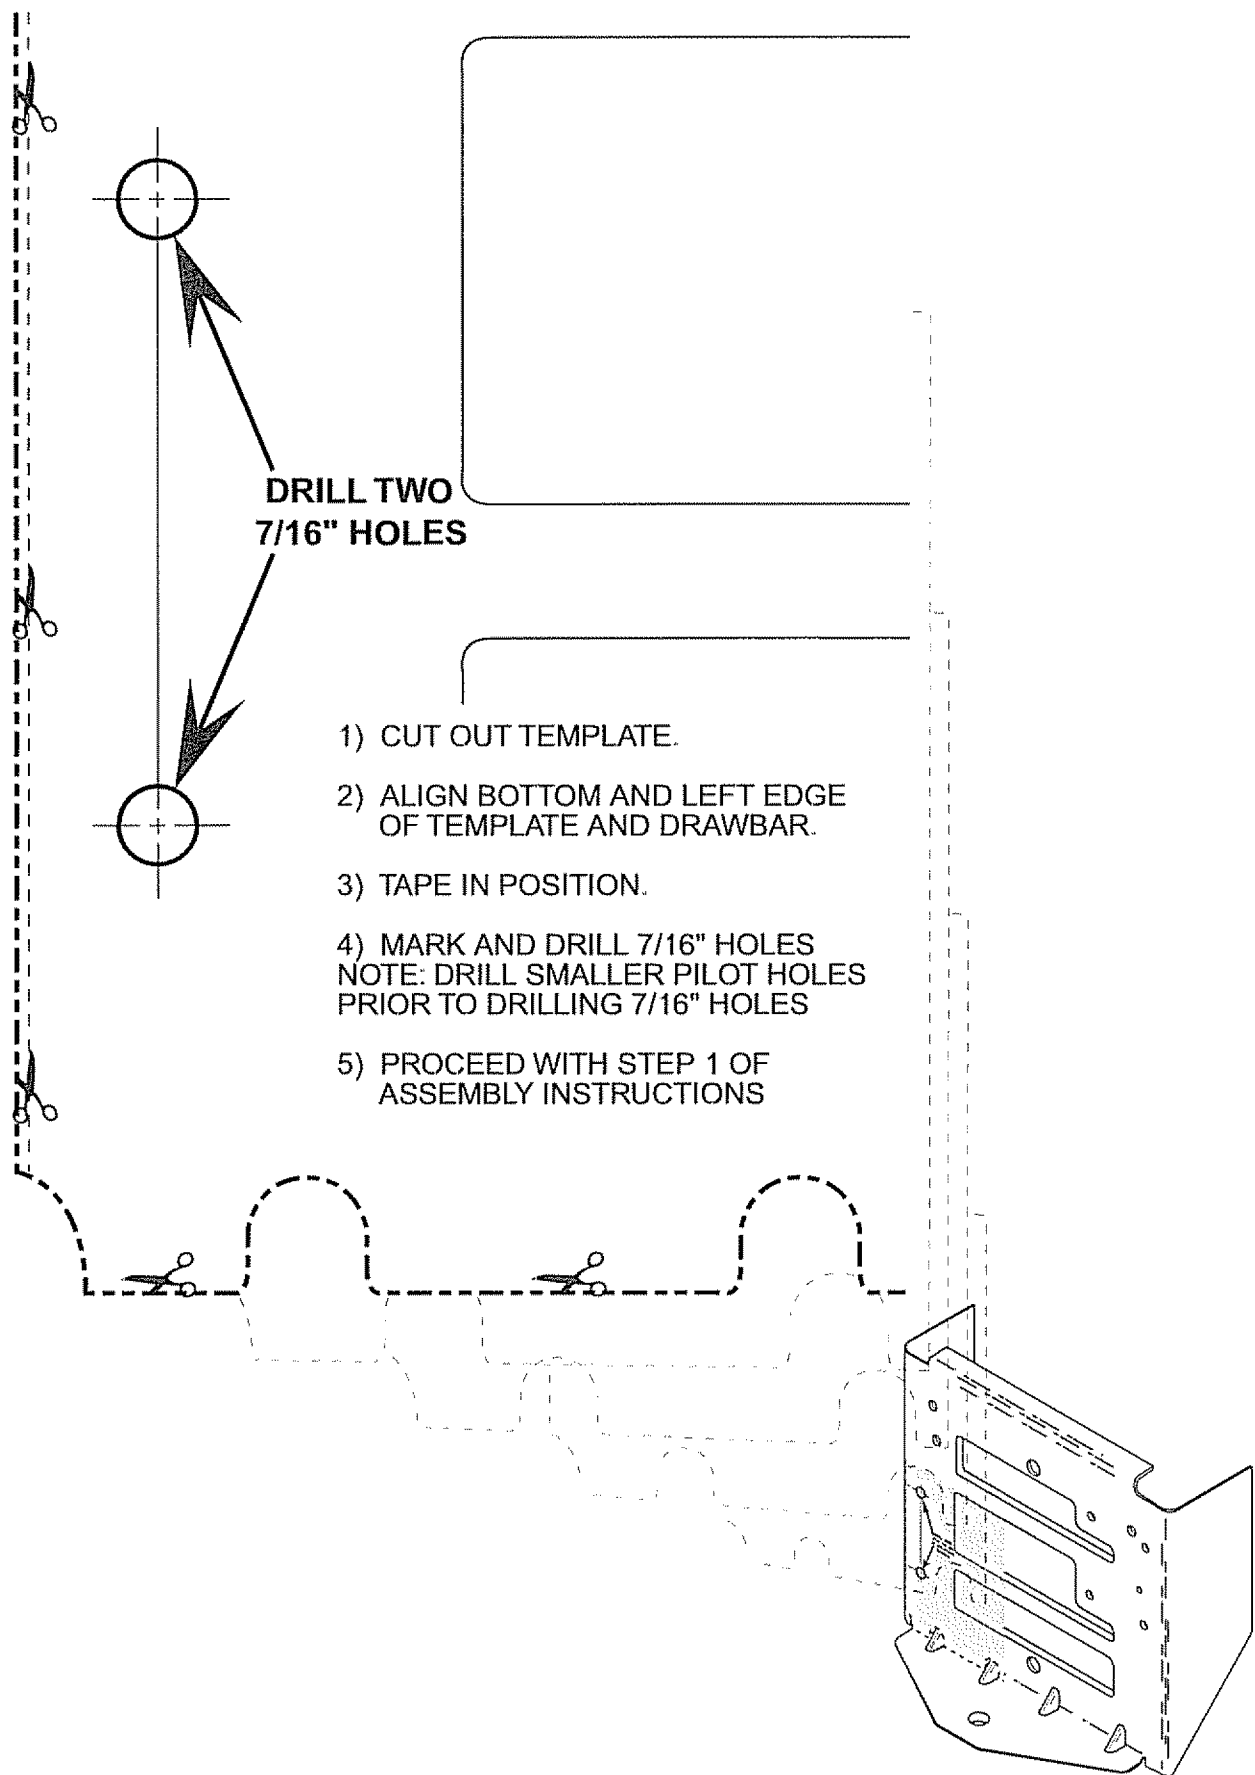 DRILL TWO
7/16" HOLES
1) CUT OUT TEMPLATE.
2) ALIGN BOTTOM AND LEFT EDGE
OF TEMPLATE AND DRAWBAR.
3) TAPE IN POSITION.
4) MARK AND DRILL 7/16" HOLES
NOTE: DRILL SMALLER PILOT HOLES
PRIOR TO DRILLING 7/16" HOLES
5) PROCEED WITH STEP 1 OF
ASSEMBLY INSTRUCTIONS